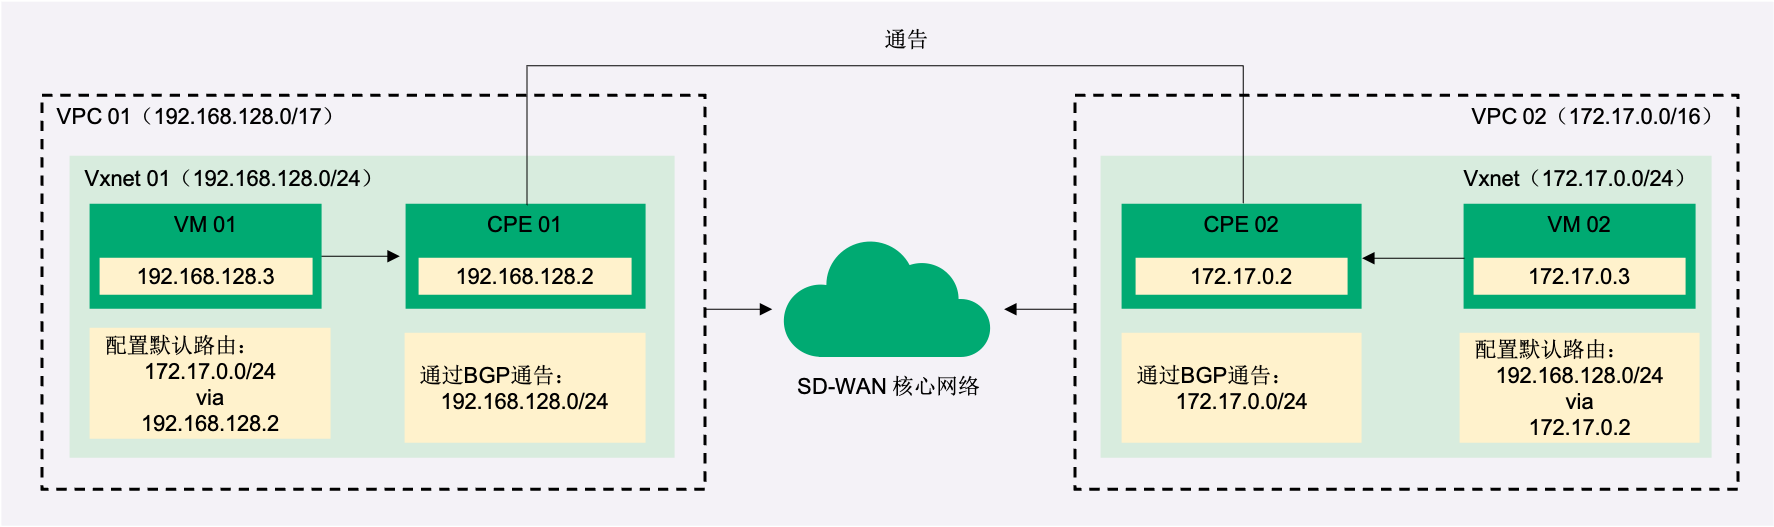 通告
VPC 01（192.168.128.0/17）
Vxnet 01（192.168.128.0/24）
VM 01
192.168.128.3
CPE 01
192.168.128.2
配置默认路由：
172.17.0.0/24
via
192.168.128.2
通过BGP通告：
192.168.128.0/24
SD-WAN 核心网络
VPC 02（172.17.0.0/16）
Vxnet（172.17.0.0/24）
CPE 02
172.17.0.2
VM 02
172.17.0.3
通过BGP通告：
172.17.0.0/24
配置默认路由：
192.168.128.0/24
via
172.17.0.2